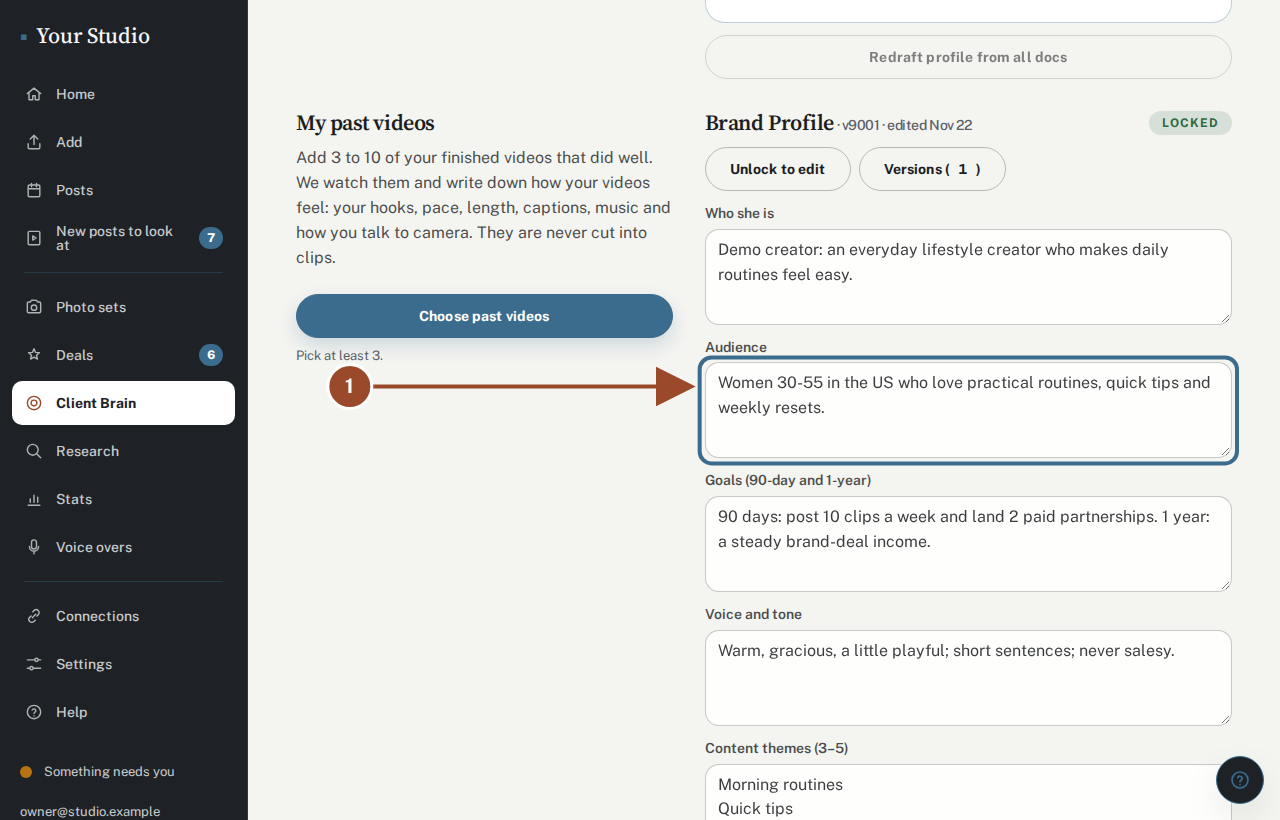 Your Studio
Home
Add
Posts
New posts to look
at
7
Photo sets
Deals
6
Client Brain
Research
Stats
Voice overs
Connections
Settings
Help
Something needs you
owner@studio.example
My past videos
Add 3 to 10 of your finished videos that did well.
We watch them and write down how your videos
feel: your hooks, pace, length, captions, music and
how you talk to camera. They are never cut into
clips.
Choose past videos
Pick at least 3.
1
Redraft profile from all docs
Brand Profile · v9001 · edited Nov 22
LOCKED
Unlock to edit
Versions ( 1 )
Who she is
Demo creator: an everyday lifestyle creator who makes daily
routines feel easy.
Audience
Women 30-55 in the US who love practical routines, quick tips and
weekly resets.
Goals (90-day and 1-year)
90 days: post 10 clips a week and land 2 paid partnerships. 1 year:
a steady brand-deal income.
Voice and tone
Warm, gracious, a little playful; short sentences; never salesy.
Content themes (3–5)
Morning routines
Quick tips